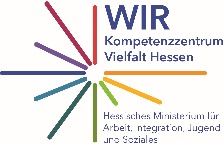 WIR
Kompetenzzentrum
Vielfalt Hessen
Hessisches Ministerium für
Arbeit, Integration, Jugend
und Soziales